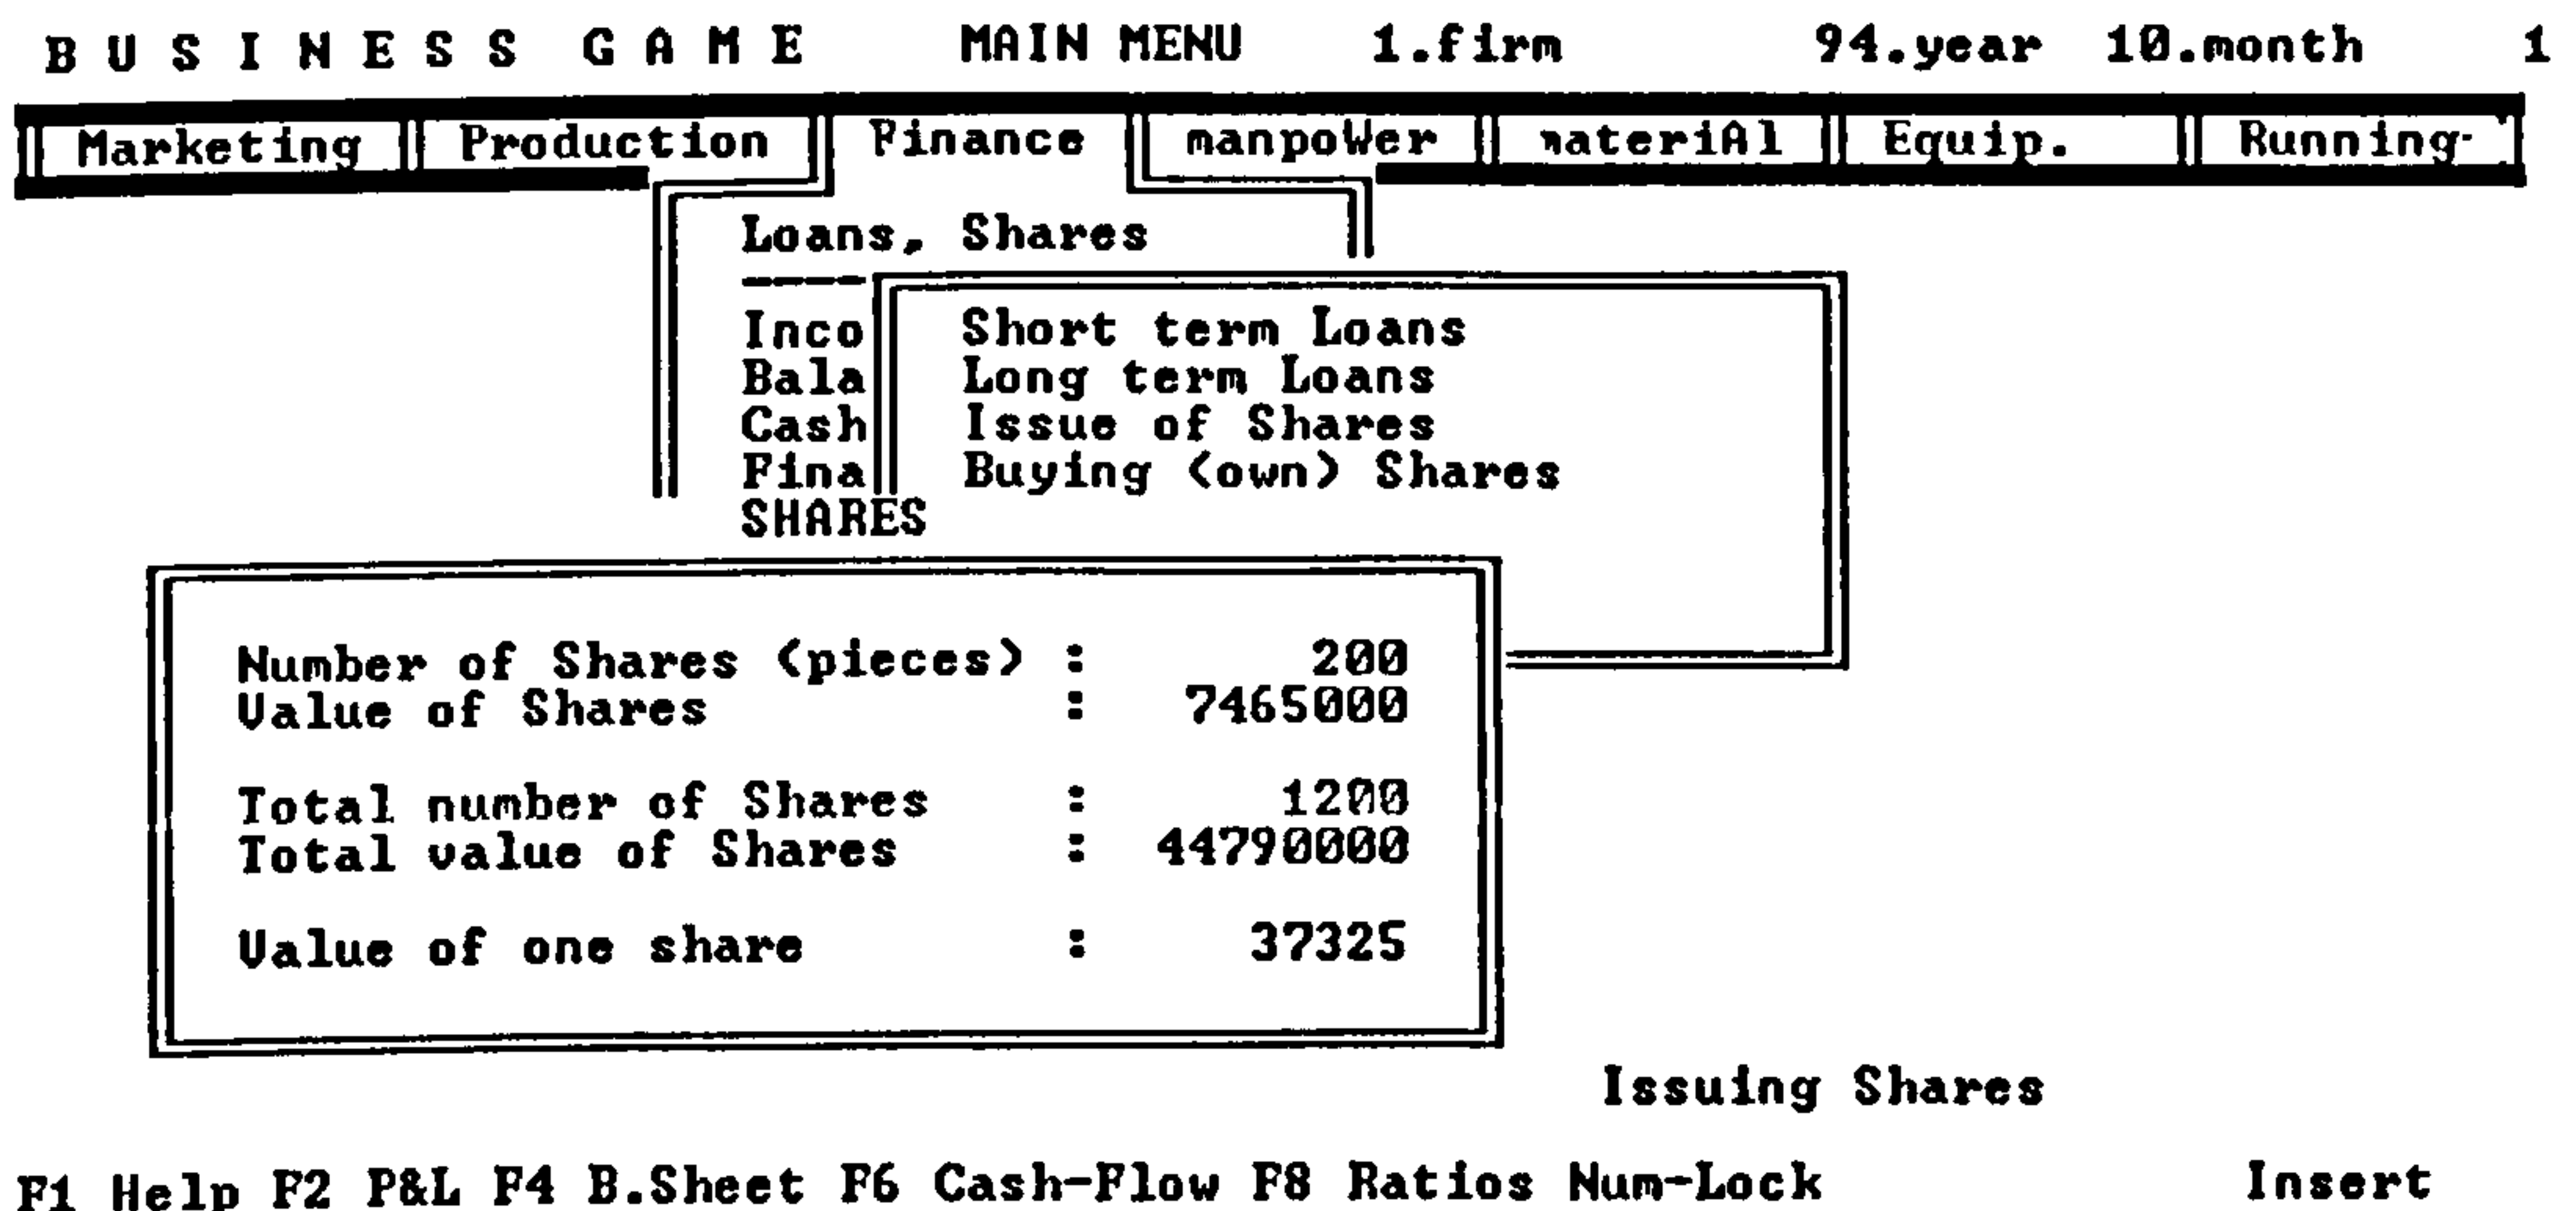 BUSINESS GAME MAIN MENU 1.firm 94.year 10.month 1
Marketing Production Finance manpoWer materiAl Equip. Running
Loans, Shares
Inco Short term Loans
Bala Long term Loans
Cash Issue of Shares
Fina Buying (own) Shares
SHARES
Number of Shares (pieces) : 200
Value of Shares : 7465000
Total number of Shares : 1200
Total value of Shares : 44790000
Value of one share : 37325
Issuing Shares
F1 Help F2 P&L F4 B.Sheet F6 Cash-Flow F8 Ratios Num-Lock Insert